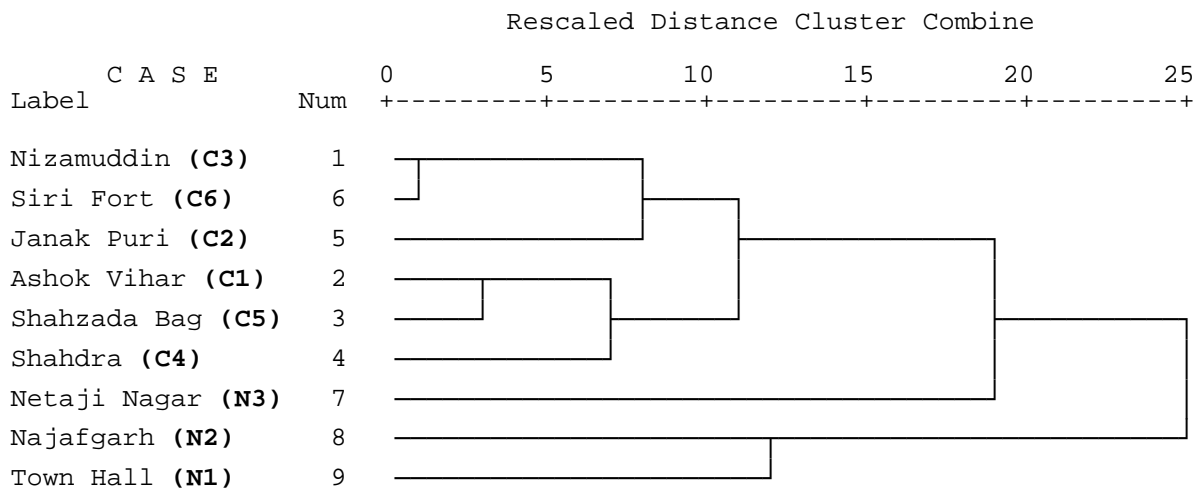 Rescaled Distance Cluster Combine
C A S E 0 5 10 15 20 25
Label Num +---------+---------+---------+---------+---------+
Nizamuddin (C3) 1
Siri Fort (C6) 6
Janak Puri (C2) 5
Ashok Vihar (C1) 2
Shahzada Bag (C5) 3
Shahdra (C4) 4
Netaji Nagar (N3) 7
Najafgarh (N2) 8
Town Hall (N1) 9